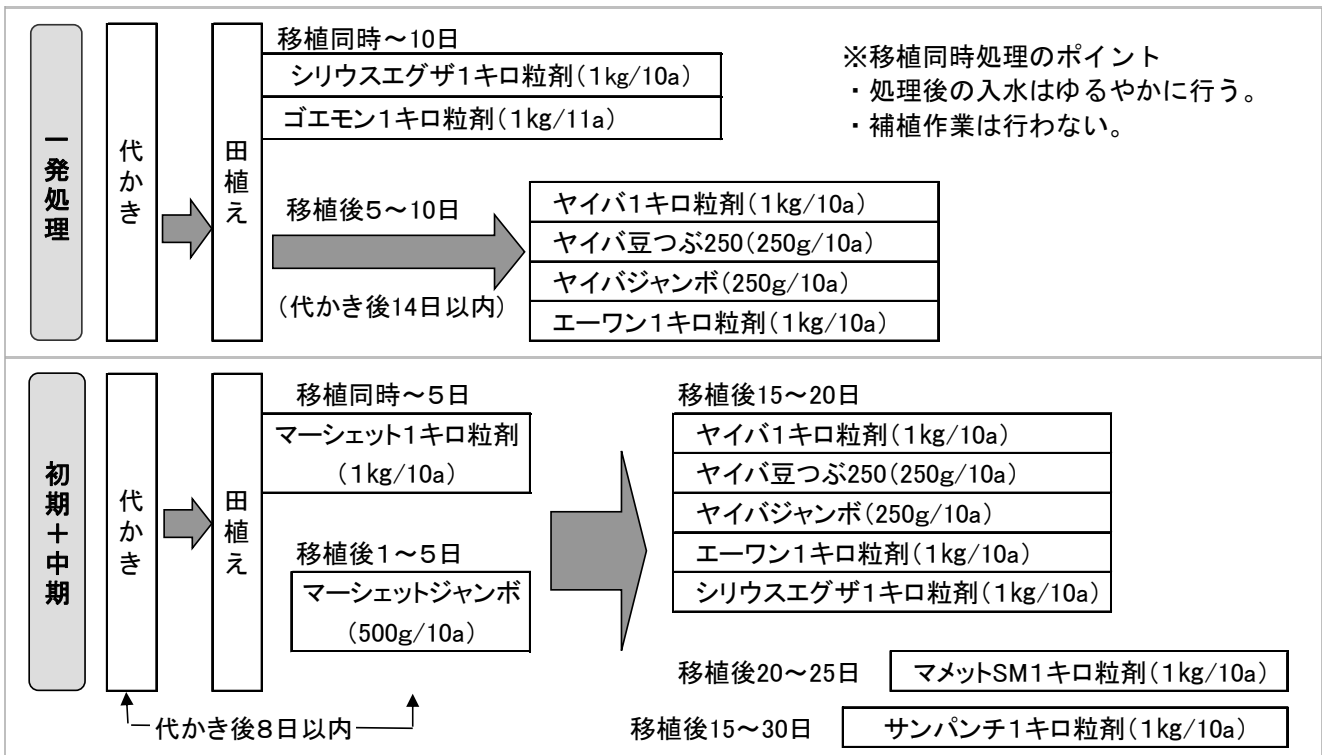 一発処理
代かき
田植え
移植同時～10日
シリウスエグザ1キロ粒剤(1kg/10a)
ゴエモン1キロ粒剤(1kg/11a)
※移植同時処理のポイント
・処理後の入水はゆるやかに行う。
・補植作業は行わない。
移植後5～10日
(代かき後14日以内)
ヤイバ1キロ粒剤(1kg/10a)
ヤイバ豆つぶ250(250g/10a)
ヤイバジャンボ(250g/10a)
エーワン1キロ粒剤(1kg/10a)
初期＋中期
代かき
田植え
移植同時～5日
マーシェット1キロ粒剤
(1kg/10a)
移植後1～5日
マーシェットジャンボ
(500g/10a)
代かき後8日以内
移植後15～20日
ヤイバ1キロ粒剤(1kg/10a)
ヤイバ豆つぶ250(250g/10a)
ヤイバジャンボ(250g/10a)
エーワン1キロ粒剤(1kg/10a)
シリウスエグザ1キロ粒剤(1kg/10a)
移植後20～25日
マメットSM1キロ粒剤(1kg/10a)
移植後15～30日
サンパンチ1キロ粒剤(1kg/10a)